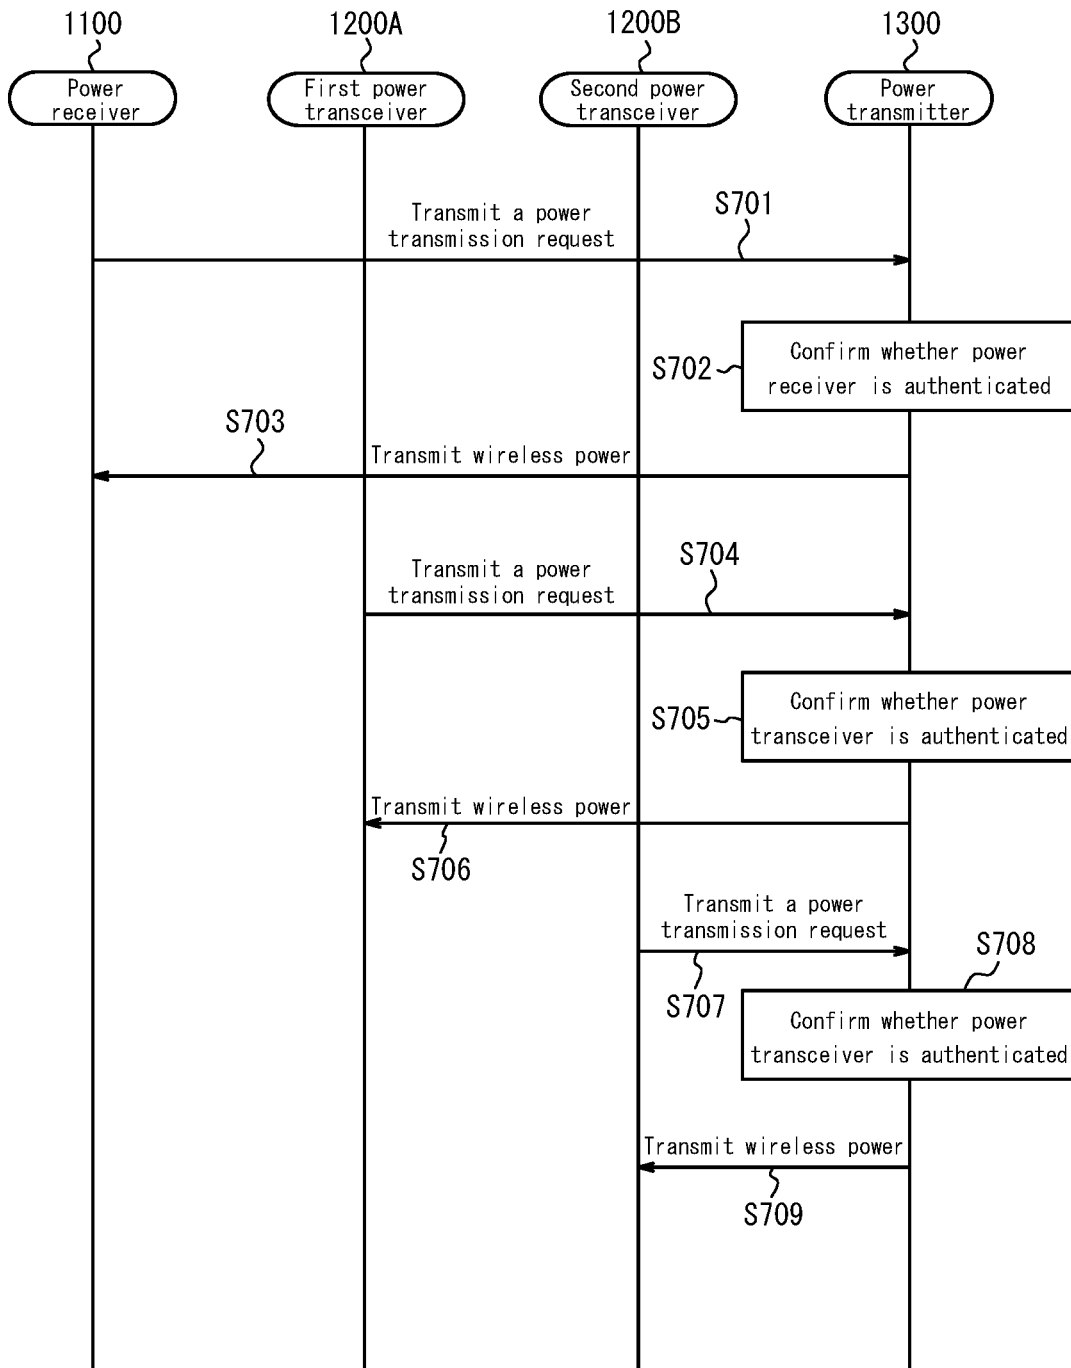 1100
1200A
1200B
1300
Power
receiver
First power
transceiver
Second power
transceiver
Power
transmitter
S701
Transmit a power
transmission request
S702
Confirm whether power
receiver is authenticated
S703
Transmit wireless power
S704
Transmit a power
transmission request
S705
Confirm whether power
transceiver is authenticated
Transmit wireless power
S706
Transmit a power
transmission request
S707
S708
Confirm whether power
transceiver is authenticated
Transmit wireless power
S709